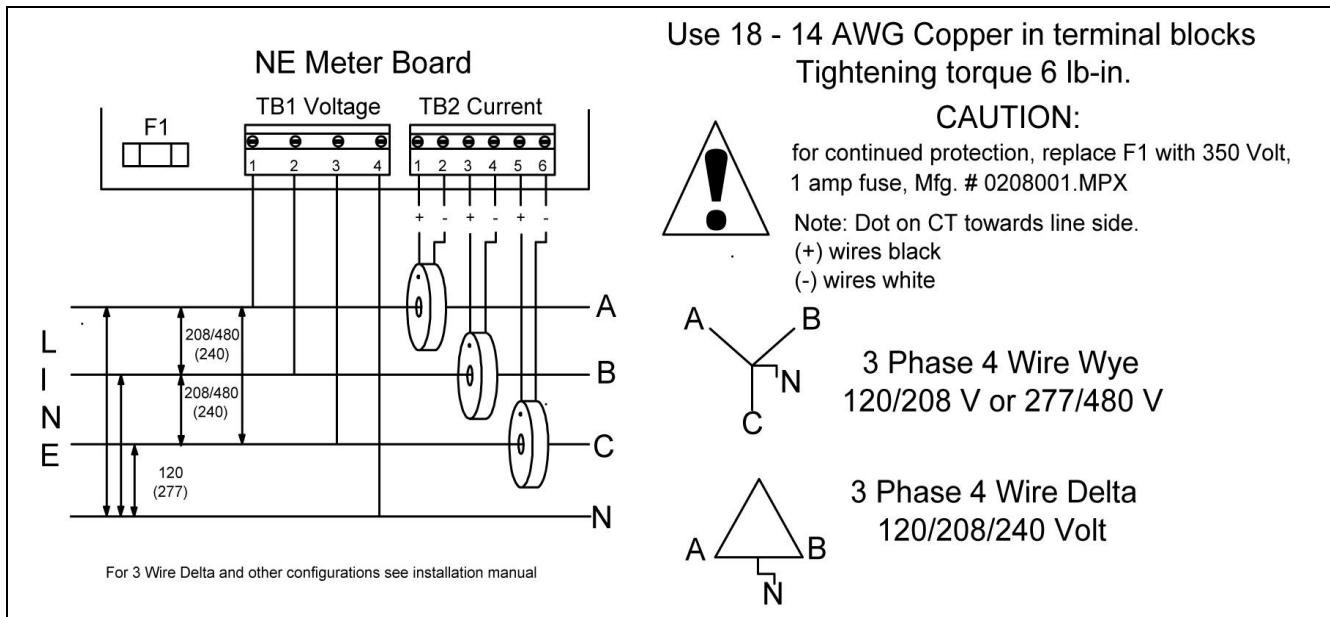 NE Meter Board
F1
TB1 Voltage
1 2 3 4
TB2 Current
1 2 3 4 5 6
+ - + - + -
L
I
N
E
A
B
C
N
208/480
(240)
208/480
(240)
120
(277)
For 3 Wire Delta and other configurations see installation manual
Use 18 - 14 AWG Copper in terminal blocks
Tightening torque 6 lb-in.
CAUTION:
!
for continued protection, replace F1 with 350 Volt,
1 amp fuse, Mfg. # 0208001.MPX
Note: Dot on CT towards line side.
(+) wires black
(-) wires white
A B
N
C
3 Phase 4 Wire Wye
120/208 V or 277/480 V
A B
N
3 Phase 4 Wire Delta
120/208/240 Volt